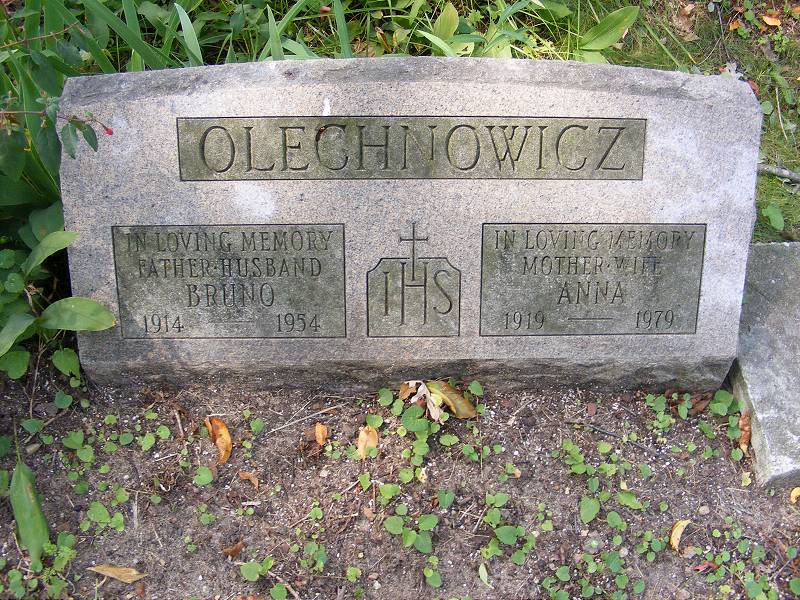 OLECHNOWICZ
IN LOVING MEMORY
FATHER·HUSBAND
BRUNO
1914 — 1954
IHS
IN LOVING MEMORY
MOTHER·WIFE
ANNA
1919 — 1979